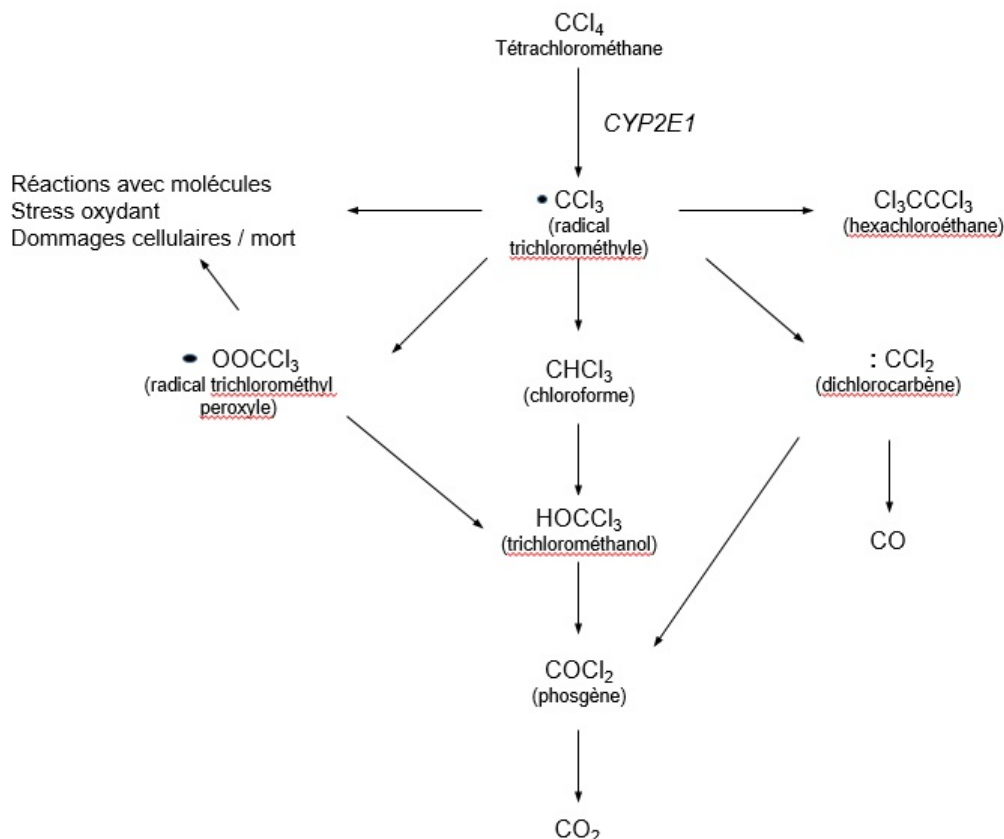 CCl₄
Tétrachlorométhane
CYP2E1
Réactions avec molécules
Stress oxydant
Dommages cellulaires / mort
• CCl₃
(radical
trichlorométhyle)
Cl₃CCCl₃
(hexachloroéthane)
• OOCCl₃
(radical trichlorométhyl
peroxyle)
CHCl₃
(chloroforme)
: CCl₂
(dichlorocarbène)
HOCCl₃
(trichlorométhanol)
CO
COCl₂
(phosgène)
CO₂